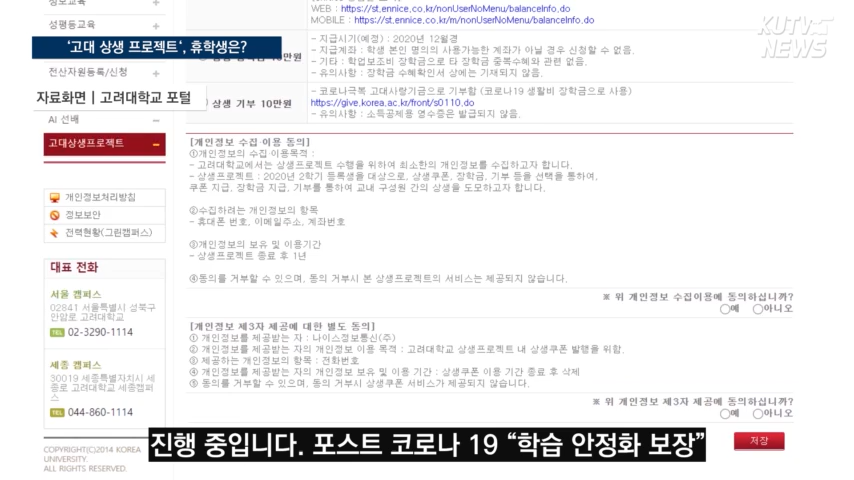 정보교육
성평등교육
'고대 상생 프로젝트', 휴학생은?
전산자원등록/신청
자료화면 | 고려대학교 포털
AI 선배
고대상생프로젝트
개인정보처리방침
정보보안
전력현황(그린캠퍼스)
대표 전화
서울 캠퍼스
02841 서울특별시 성북구
안암로 고려대학교
TEL 02-3290-1114
세종 캠퍼스
30019 세종특별자치시 세
종로 고려대학교 세종캠퍼
스
TEL 044-860-1114
COPYRIGHT(C)2014 KOREA
UNIVERSITY.
ALL RIGHTS RESERVED.
WEB : https://st.ennice.co.kr/nonUserNoMenu/balanceInfo,do
MOBILE : https://st.ennice.co.kr/m/nonUserNoMenu/balanceInfo,do
만원
- 지급시기(예정) : 2020년 12월경
- 지급계좌 : 학생 본인 명의의 사용가능한 계좌가 아닐 경우 신청할 수 없음.
- 기타 : 학업보조비 장학금으로 타 장학금 중복수혜와 관련 없음.
- 유의사항 : 장학금 수혜확인서 상에는 기재되지 않음.
상생 기부 10만원
- 코로나극복 고대사랑기금으로 기부함 (코로나19 생활비 장학금으로 사용)
https://give.korea.ac.kr/front/s0110.do
- 유의사항 : 소득공제용 영수증은 발급되지 않음.
[개인정보 수집 이용 동의]
①개인정보의 수집 이용목적 :
- 고려대학교에서는 상생프로젝트 수행을 위하여 최소한의 개인정보를 수집하고자 합니다.
- 상생프로젝트 : 2020년 2학기 등록생을 대상으로, 상생쿠폰, 장학금, 기부 등을 선택을 통하여,
쿠폰 지급, 장학금 지급, 기부를 통하여 교내 구성원 간의 상생을 도모하고자 합니다.
②수집하려는 개인정보의 항목
- 휴대폰 번호, 이메일주소, 계좌번호
③개인정보의 보유 및 이용기간
- 상생프로젝트 종료 후 1년
④동의를 거부할 수 있으며, 동의 거부시 본 상생프로젝트의 서비스는 제공되지 않습니다.
※ 위 개인정보 수집이용에 동의하십니까?
예 아니오
[개인정보 제3자 제공에 대한 별도 동의]
① 개인정보를 제공받는 자 : 나이스정보통신(주)
② 개인정보를 제공받는 자의 개인정보 이용 목적 : 고려대학교 상생프로젝트 내 상생쿠폰 발행을 위함.
③ 제공하는 개인정보의 항목 : 전화번호
④ 개인정보를 제공받는 자의 개인정보 보유 및 이용 기간 : 상생쿠폰 이용 기간 종료 후 삭제
⑤ 동의를 거부할 수 있으며, 동의 거부시 상생쿠폰 서비스가 제공되지 않습니다.
※ 위 개인정보 제3자 제공에 동의하십니까?
예 아니오
저장
진행 중입니다. 포스트 코로나 19 “학습 안정화 보장”
KUTV
NEWS